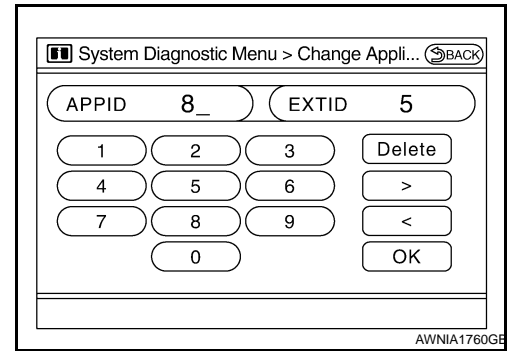 System Diagnostic Menu > Change Appli... BACK
APPID 8_ EXTID 5
1 2 3 Delete
4 5 6 >
7 8 9 <
0 OK
AWNIA1760GB